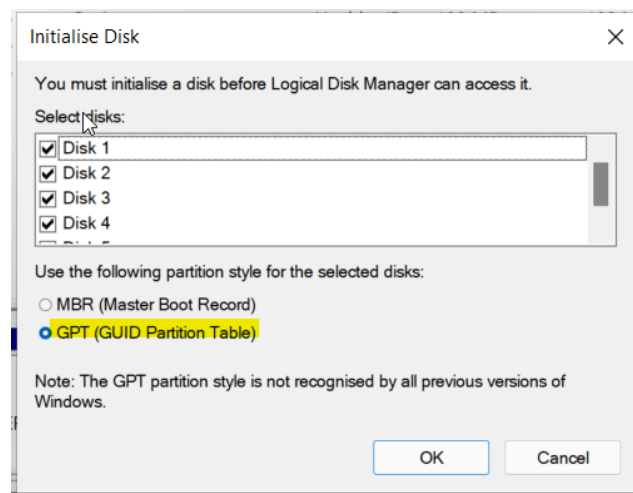 Initialise Disk
You must initialise a disk before Logical Disk Manager can access it.
Select disks:
Disk 1
Disk 2
Disk 3
Disk 4
Use the following partition style for the selected disks:
MBR (Master Boot Record)
GPT (GUID Partition Table)
Note: The GPT partition style is not recognised by all previous versions of
Windows.
OK
Cancel